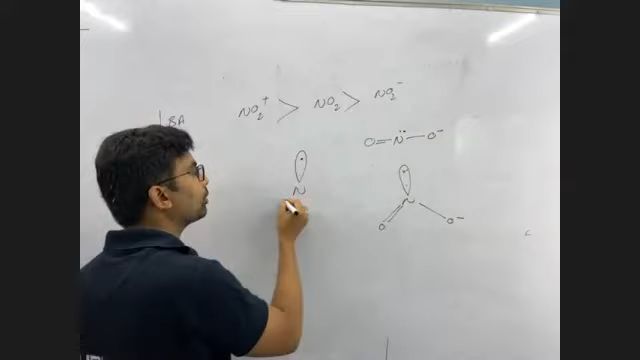 NO₂⁺ > NO₂ > NO₂⁻
BA
O=N̈—O⁻
N
N
O O⁻